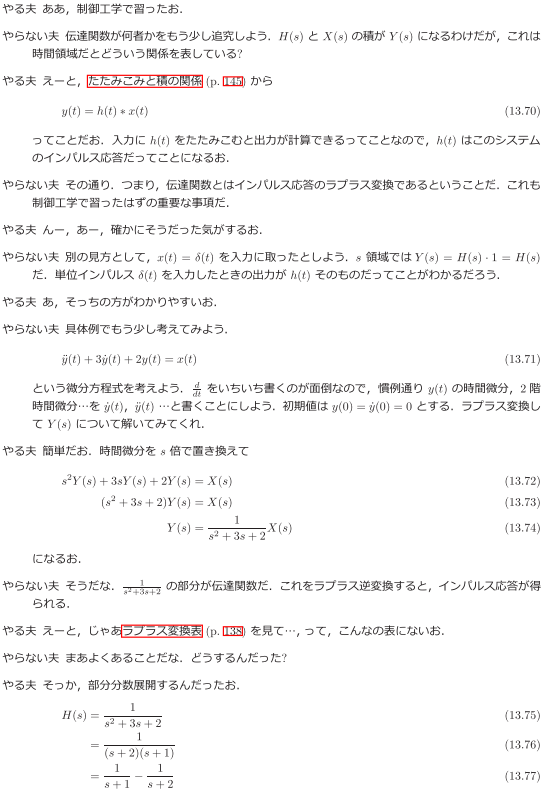 やる夫 ああ，制御工学で習ったお．
やらない夫 伝達関数が何者かをもう少し追究しよう．H(s) と X(s) の積が Y(s) になるわけだが，これは
時間領域だとどういう関係を表している?
やる夫 えーと，たたみこみと積の関係 (p. 145) から
y(t) = h(t) ∗ x(t) (13.70)
ってことだお．入力に h(t) をたたみこむと出力が計算できるってことなので，h(t) はこのシステム
のインパルス応答だってことになるお．
やらない夫 その通り．つまり，伝達関数とはインパルス応答のラプラス変換であるということだ．これも
制御工学で習ったはずの重要な事項だ．
やる夫 んー，あー，確かにそうだった気がするお．
やらない夫 別の見方として，x(t) = δ(t) を入力に取ったとしよう．s 領域では Y(s) = H(s) · 1 = H(s)
だ．単位インパルス δ(t) を入力したときの出力が h(t) そのものだってことがわかるだろう．
やる夫 あ，そっちの方がわかりやすいお．
やらない夫 具体例でもう少し考えてみよう．
ÿ(t) + 3ẏ(t) + 2y(t) = x(t) (13.71)
という微分方程式を考えよう．d/dt をいちいち書くのが面倒なので，慣例通り y(t) の時間微分，2 階
時間微分…を ẏ(t)，ÿ(t) …と書くことにしよう．初期値は y(0) = ẏ(0) = 0 とする．ラプラス変換し
て Y(s) について解いてみてくれ．
やる夫 簡単だお．時間微分を s 倍で置き換えて
s²Y(s) + 3sY(s) + 2Y(s) = X(s) (13.72)
(s² + 3s + 2)Y(s) = X(s) (13.73)
Y(s) = 1/(s² + 3s + 2) X(s) (13.74)
になるお．
やらない夫 そうだな．1/(s²+3s+2) の部分が伝達関数だ．これをラプラス逆変換すると，インパルス応答が得
られる．
やる夫 えーと，じゃあラプラス変換表 (p. 138) を見て…，って，こんなの表にないお．
やらない夫 まあよくあることだな．どうするんだった?
やる夫 そっか，部分分数展開するんだったお．
H(s) = 1/(s² + 3s + 2) (13.75)
= 1/((s + 2)(s + 1)) (13.76)
= 1/(s + 1) − 1/(s + 2) (13.77)